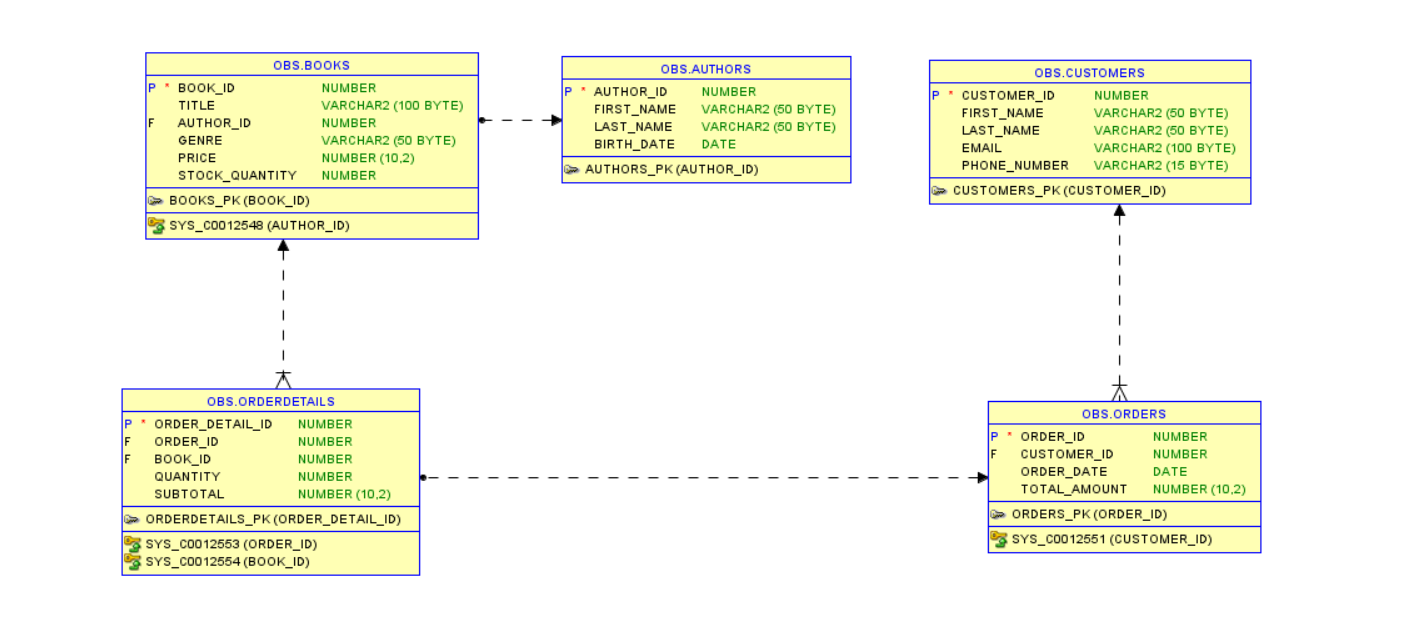 OBS.BOOKS
P * BOOK_ID NUMBER
TITLE VARCHAR2 (100 BYTE)
F AUTHOR_ID NUMBER
GENRE VARCHAR2 (50 BYTE)
PRICE NUMBER (10,2)
STOCK_QUANTITY NUMBER
BOOKS_PK (BOOK_ID)
SYS_C0012548 (AUTHOR_ID)
OBS.AUTHORS
P * AUTHOR_ID NUMBER
FIRST_NAME VARCHAR2 (50 BYTE)
LAST_NAME VARCHAR2 (50 BYTE)
BIRTH_DATE DATE
AUTHORS_PK (AUTHOR_ID)
OBS.CUSTOMERS
P * CUSTOMER_ID NUMBER
FIRST_NAME VARCHAR2 (50 BYTE)
LAST_NAME VARCHAR2 (50 BYTE)
EMAIL VARCHAR2 (100 BYTE)
PHONE_NUMBER VARCHAR2 (15 BYTE)
CUSTOMERS_PK (CUSTOMER_ID)
OBS.ORDERDETAILS
P * ORDER_DETAIL_ID NUMBER
F ORDER_ID NUMBER
F BOOK_ID NUMBER
QUANTITY NUMBER
SUBTOTAL NUMBER (10,2)
ORDERDETAILS_PK (ORDER_DETAIL_ID)
SYS_C0012553 (ORDER_ID)
SYS_C0012554 (BOOK_ID)
OBS.ORDERS
P * ORDER_ID NUMBER
F CUSTOMER_ID NUMBER
ORDER_DATE DATE
TOTAL_AMOUNT NUMBER (10,2)
ORDERS_PK (ORDER_ID)
SYS_C0012551 (CUSTOMER_ID)